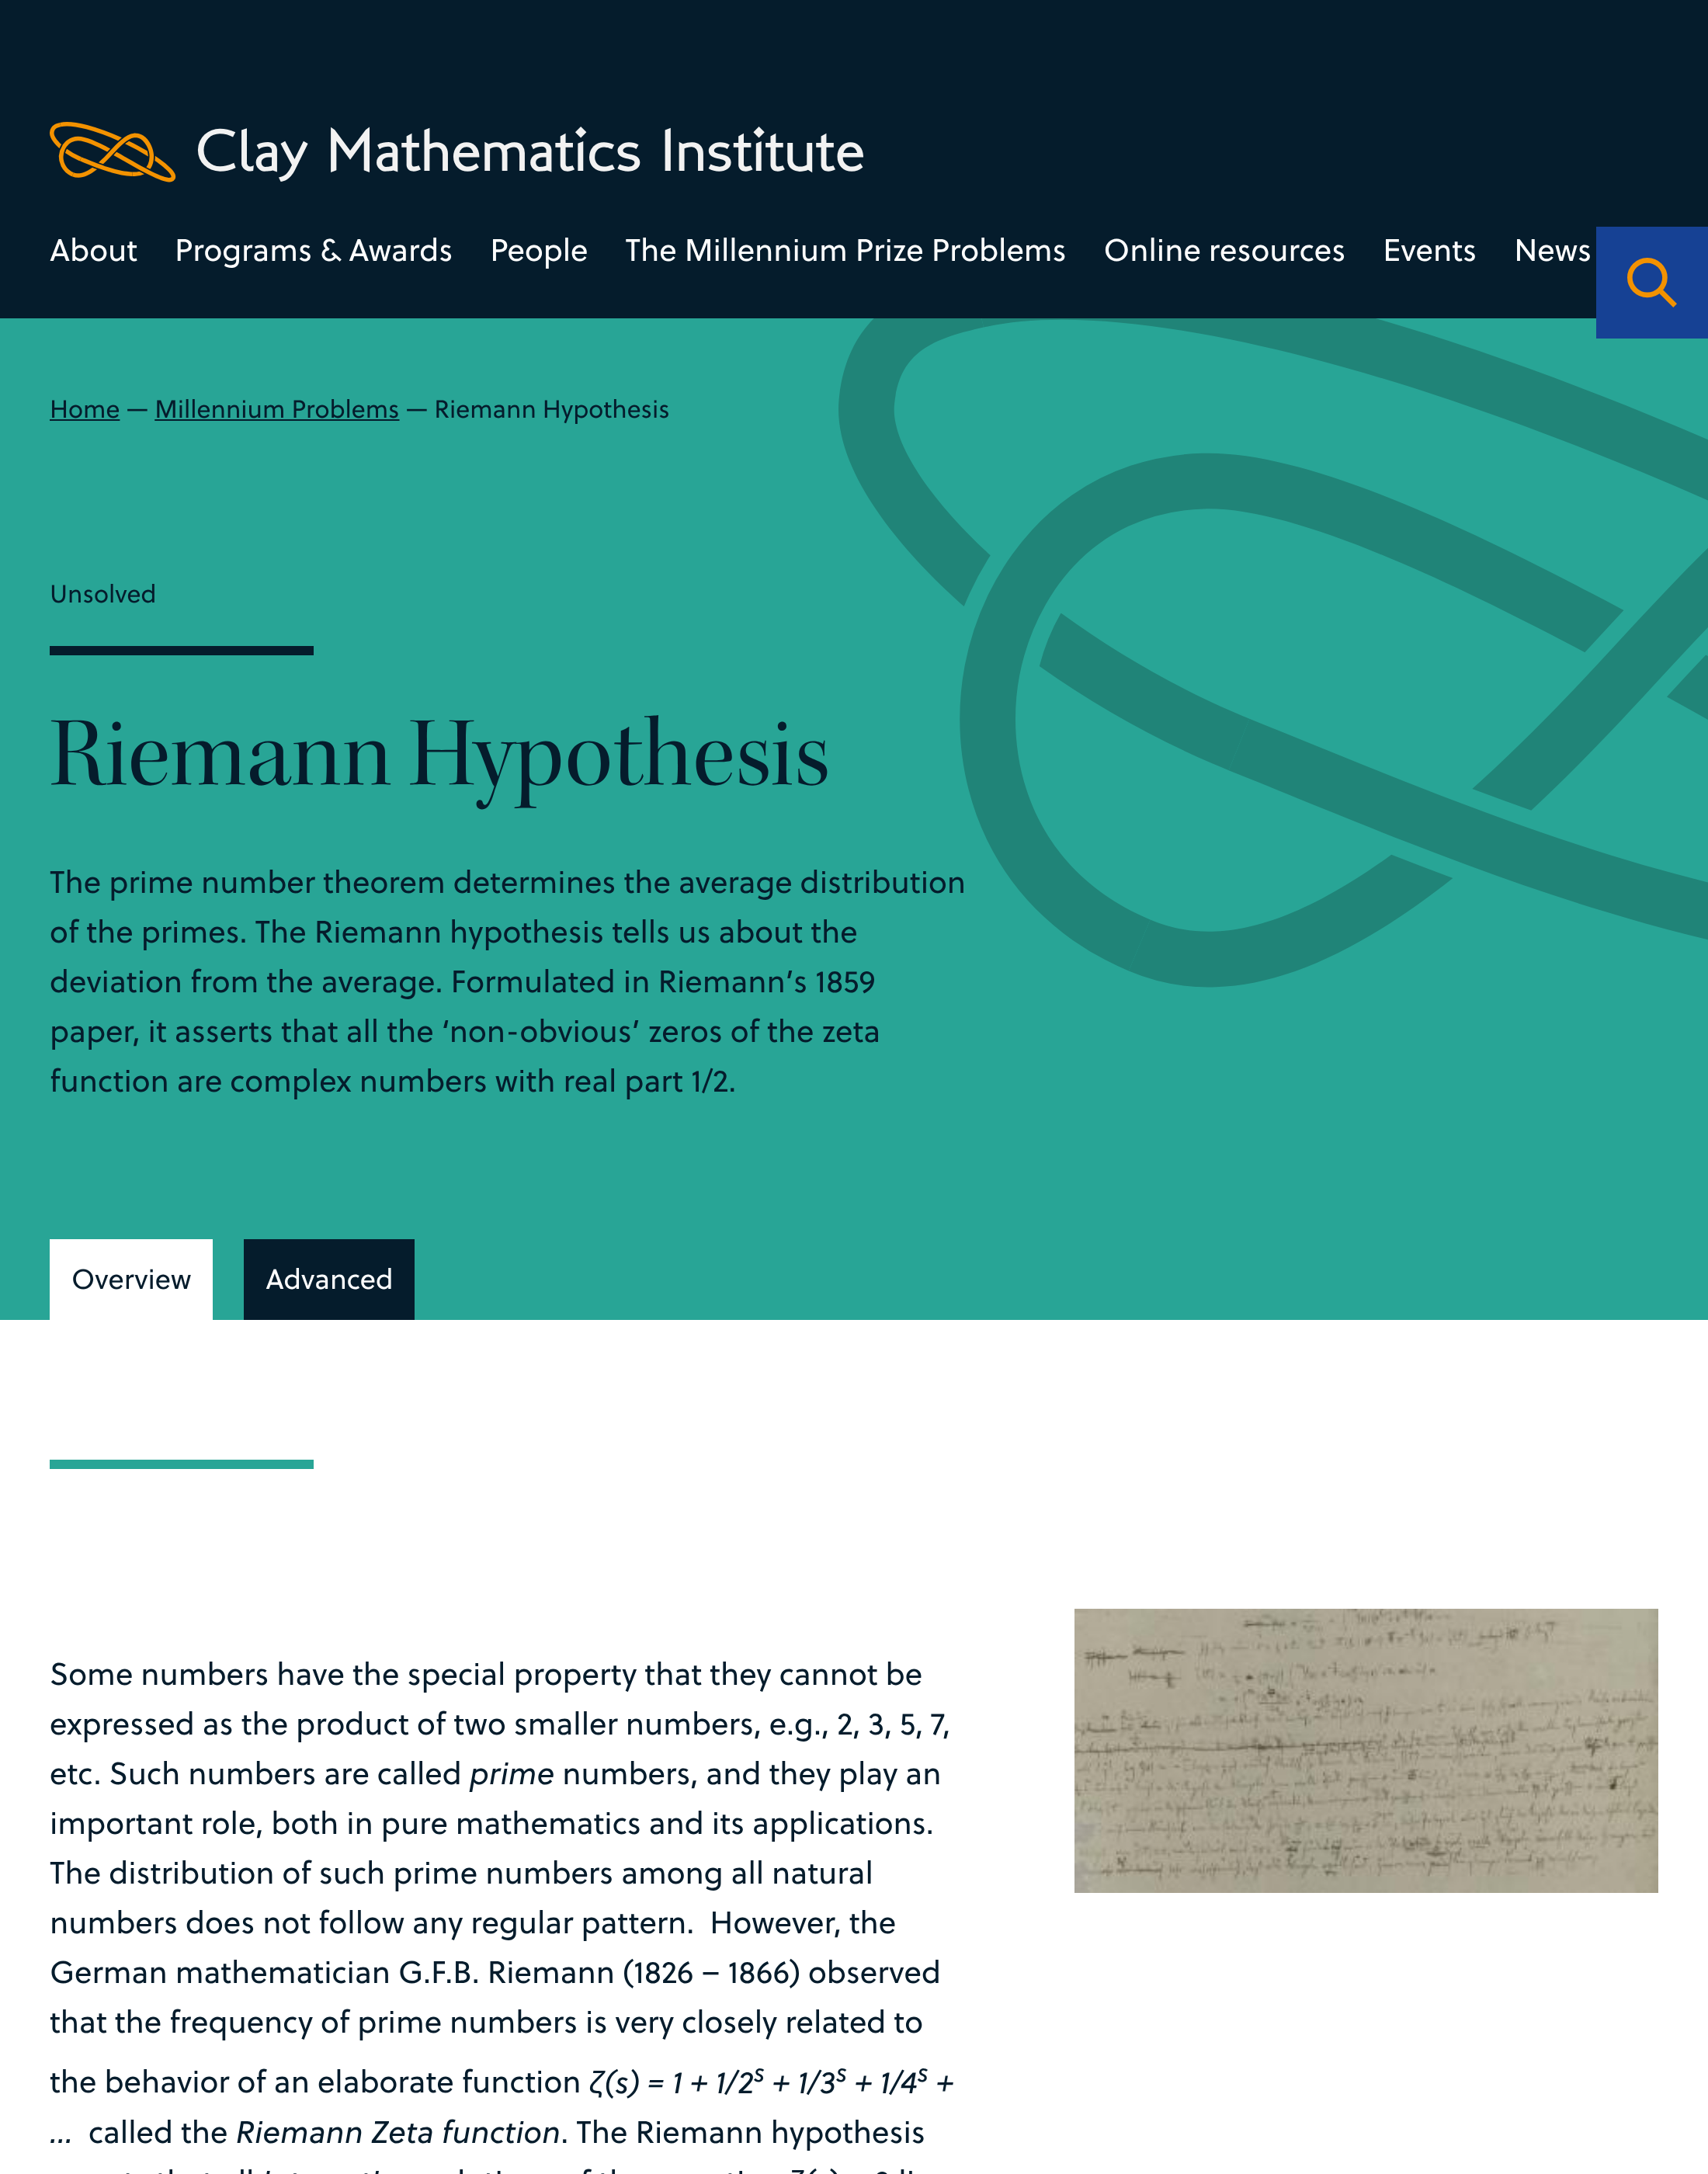 Clay Mathematics Institute
About Programs & Awards People The Millennium Prize Problems Online resources Events News
Home — Millennium Problems — Riemann Hypothesis
Unsolved
Riemann Hypothesis
The prime number theorem determines the average distribution
of the primes. The Riemann hypothesis tells us about the
deviation from the average. Formulated in Riemann’s 1859
paper, it asserts that all the ‘non-obvious’ zeros of the zeta
function are complex numbers with real part 1/2.
Overview Advanced
Some numbers have the special property that they cannot be
expressed as the product of two smaller numbers, e.g., 2, 3, 5, 7,
etc. Such numbers are called prime numbers, and they play an
important role, both in pure mathematics and its applications.
The distribution of such prime numbers among all natural
numbers does not follow any regular pattern.  However, the
German mathematician G.F.B. Riemann (1826 – 1866) observed
that the frequency of prime numbers is very closely related to
the behavior of an elaborate function ζ(s) = 1 + 1/2ˢ + 1/3ˢ + 1/4ˢ +
...  called the Riemann Zeta function. The Riemann hypothesis